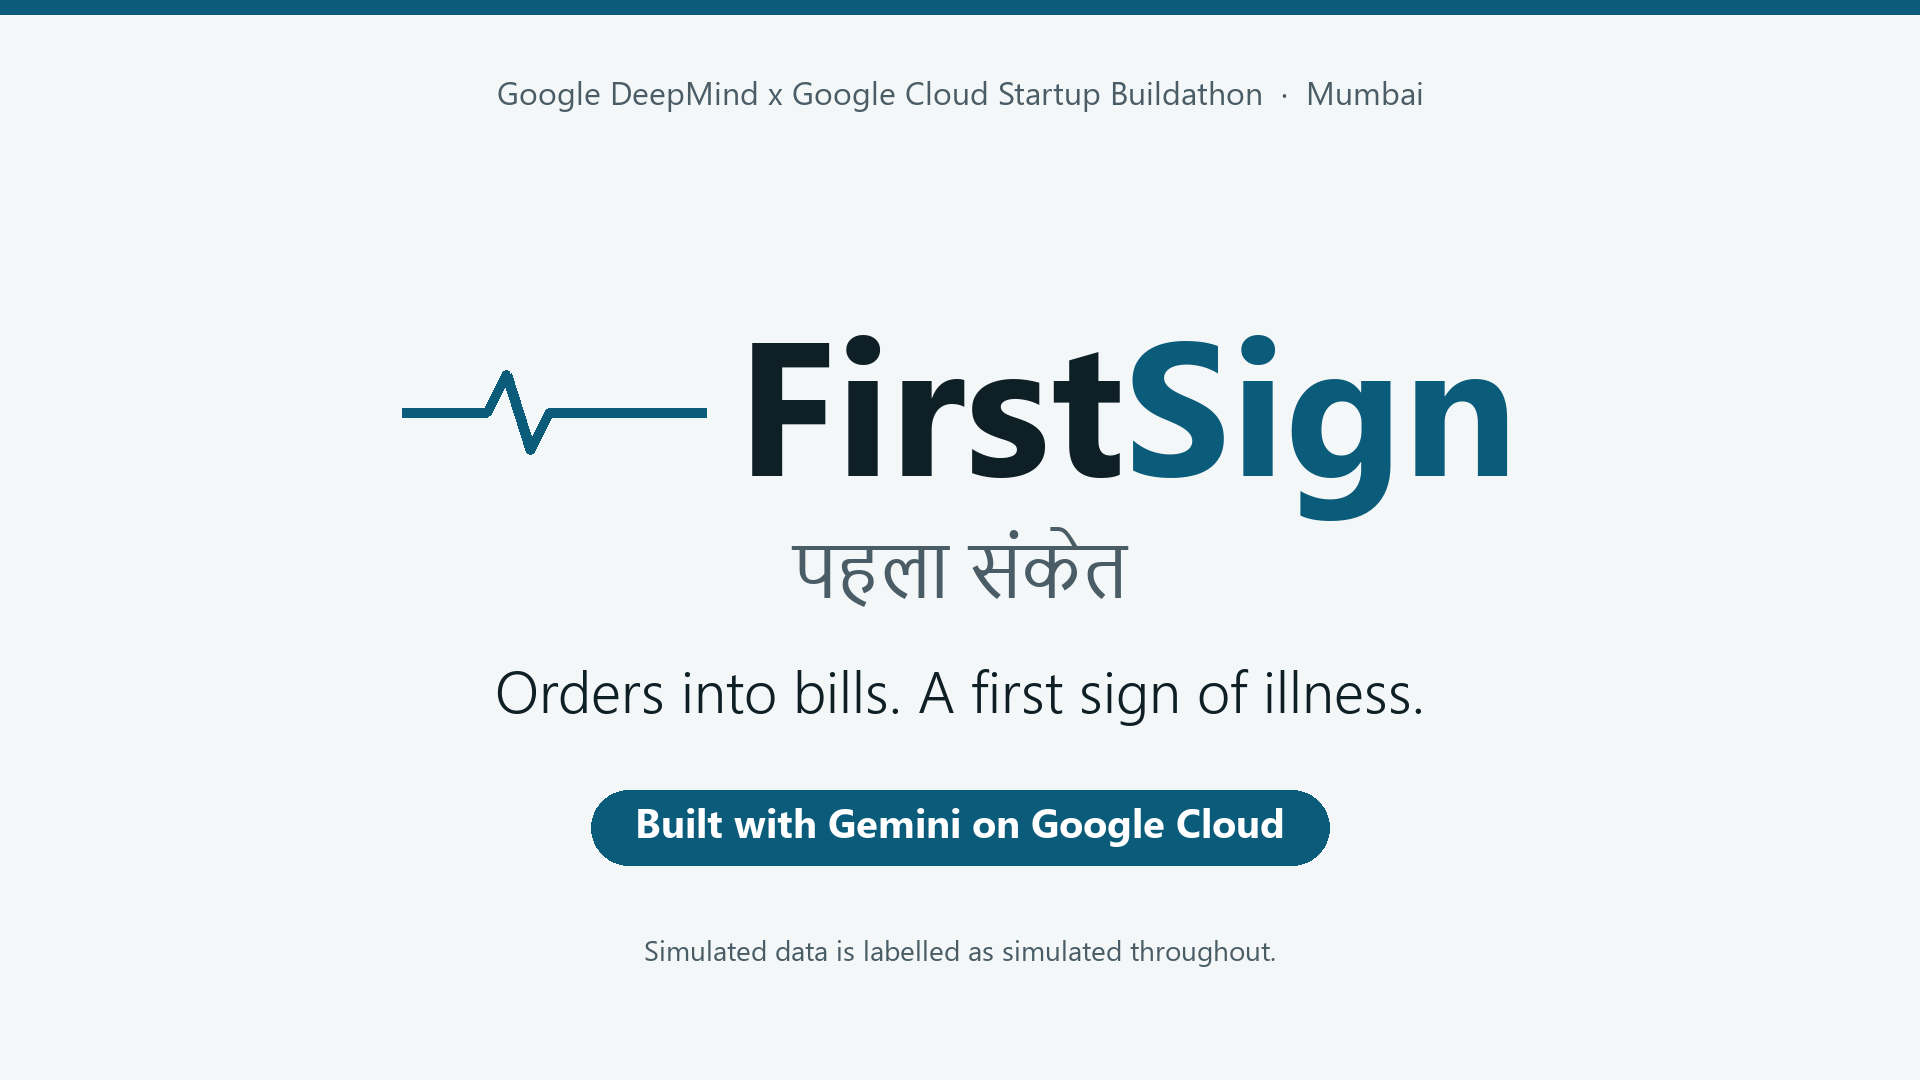 Google DeepMind x Google Cloud Startup Buildathon · Mumbai
FirstSign
पहला संकेत
Orders into bills. A first sign of illness.
Built with Gemini on Google Cloud
Simulated data is labelled as simulated throughout.